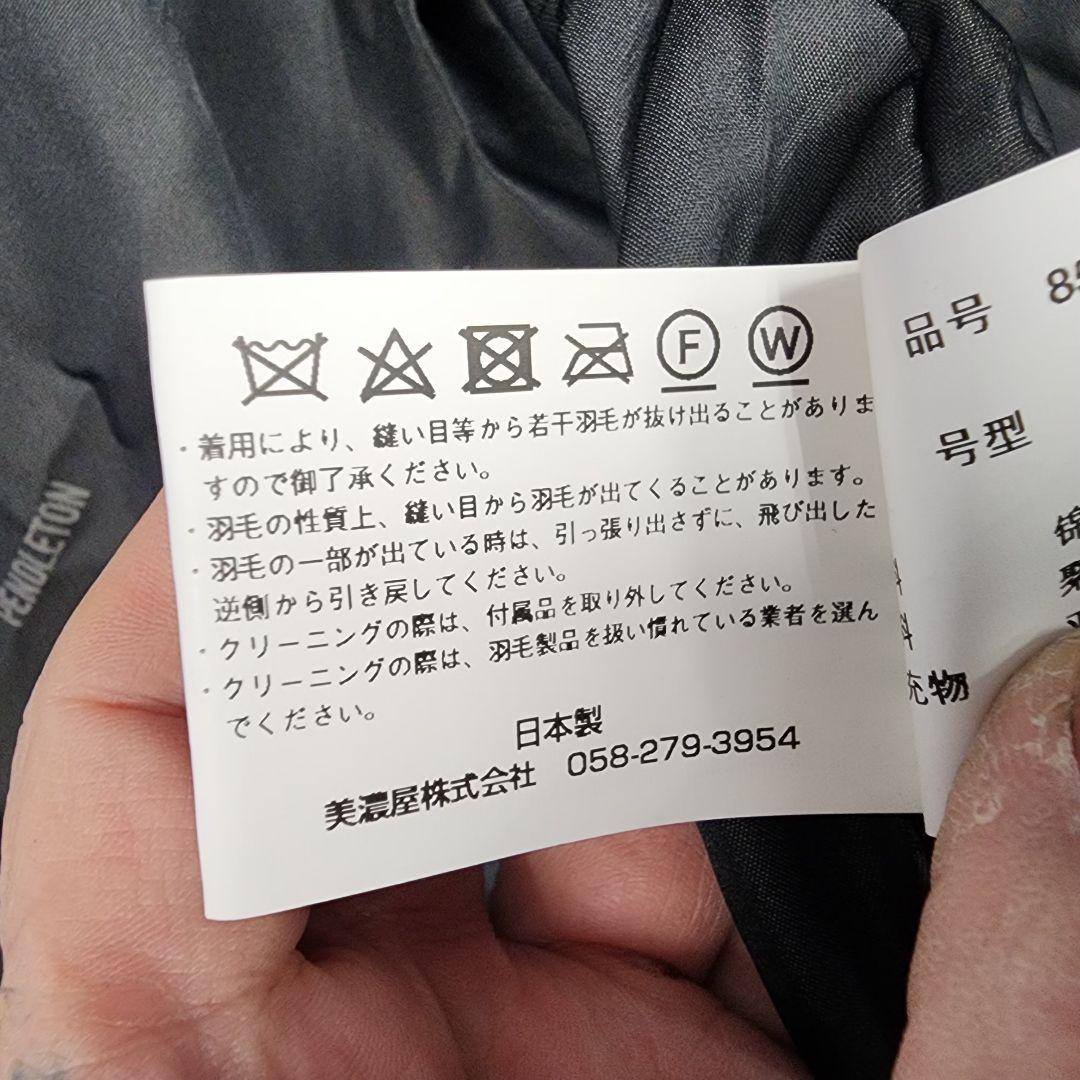 PENDLETON
F W
・着用により、縫い目等から若干羽毛が抜け出ることがありま
すので御了承ください。
・羽毛の性質上、縫い目から羽毛が出てくることがあります。
・羽毛の一部が出ている時は、引っ張り出さずに、飛び出した
逆側から引き戻してください。
・クリーニングの際は、付属品を取り外してください。
・クリーニングの際は、羽毛製品を扱い慣れている業者を選ん
でください。
日本製
美濃屋株式会社 058-279-3954
品号 85
号型
料
充物